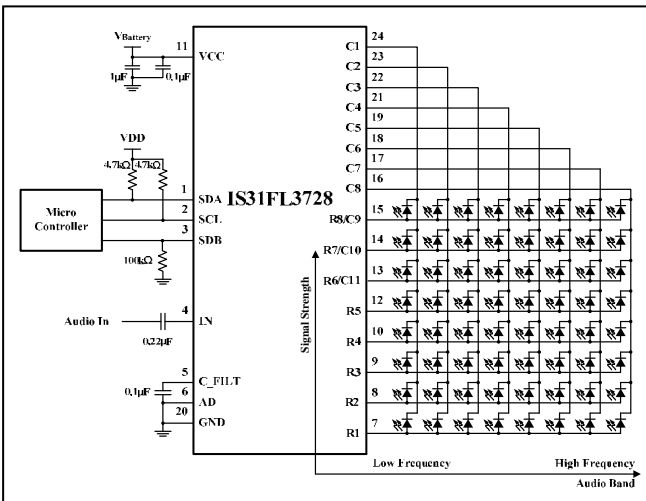 VBattery
11
VCC
1μF
0.1μF
VDD
4.7kΩ
4.7kΩ
Micro
Controller
1
SDA
2
SCL
3
SDB
100kΩ
Audio In
4
IN
0.22μF
0.1μF
5
C_FILT
6
AD
20
GND
IS31FL3728
24
C1
23
C2
22
C3
21
C4
19
C5
18
C6
17
C7
16
C8
15
R8/C9
14
R7/C10
13
R6/C11
12
R5
10
R4
9
R3
8
R2
7
R1
Signal Strength
Low Frequency
High Frequency
Audio Band